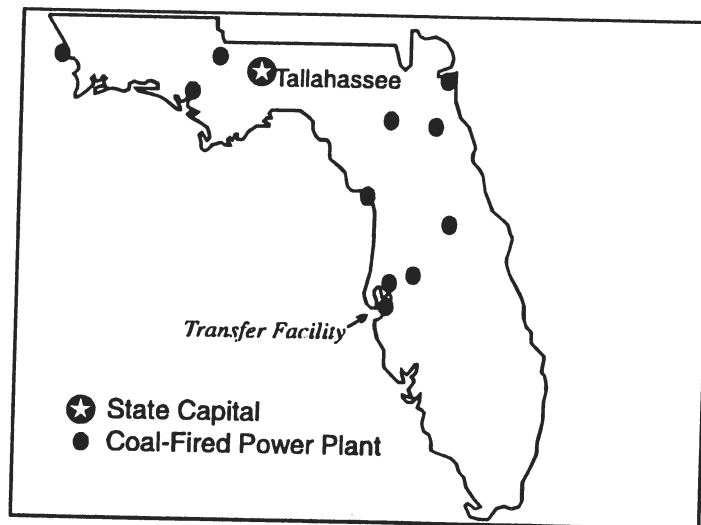 Tallahassee
Transfer Facility
State Capital
Coal-Fired Power Plant